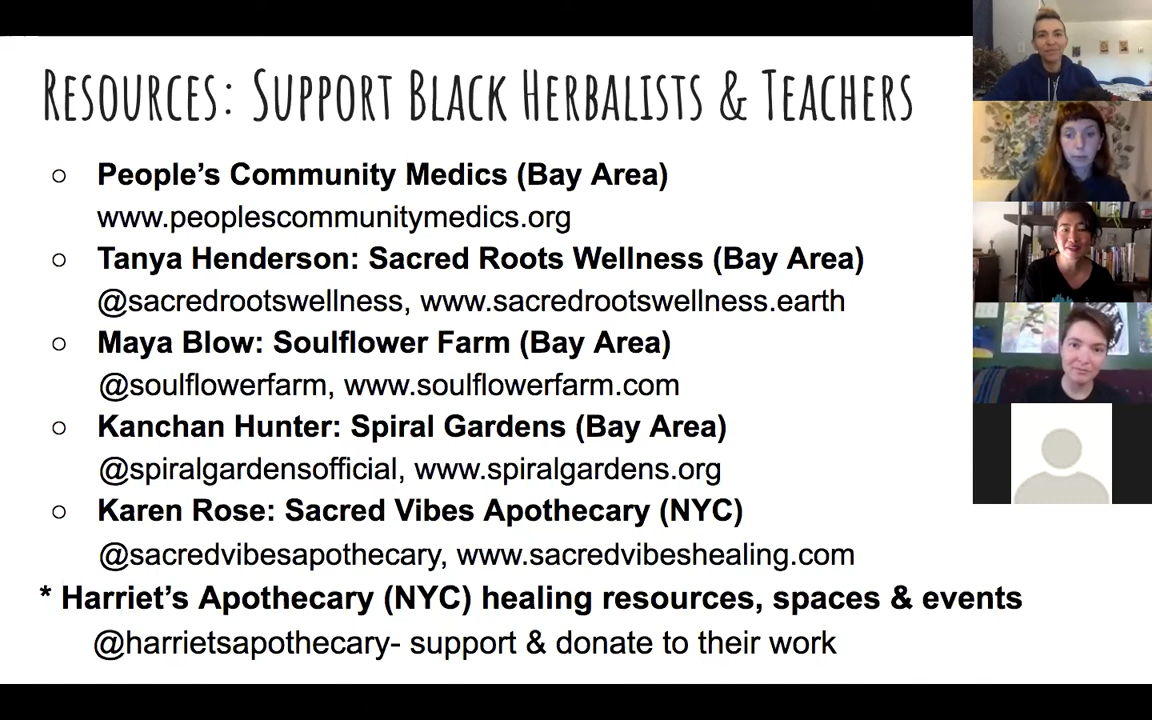 Resources: Support Black Herbalists & Teachers
○ People’s Community Medics (Bay Area)
www.peoplescommunitymedics.org
○ Tanya Henderson: Sacred Roots Wellness (Bay Area)
@sacredrootswellness, www.sacredrootswellness.earth
○ Maya Blow: Soulflower Farm (Bay Area)
@soulflowerfarm, www.soulflowerfarm.com
○ Kanchan Hunter: Spiral Gardens (Bay Area)
@spiralgardensofficial, www.spiralgardens.org
○ Karen Rose: Sacred Vibes Apothecary (NYC)
@sacredvibesapothecary, www.sacredvibeshealing.com
* Harriet’s Apothecary (NYC) healing resources, spaces & events
@harrietsapothecary- support & donate to their work